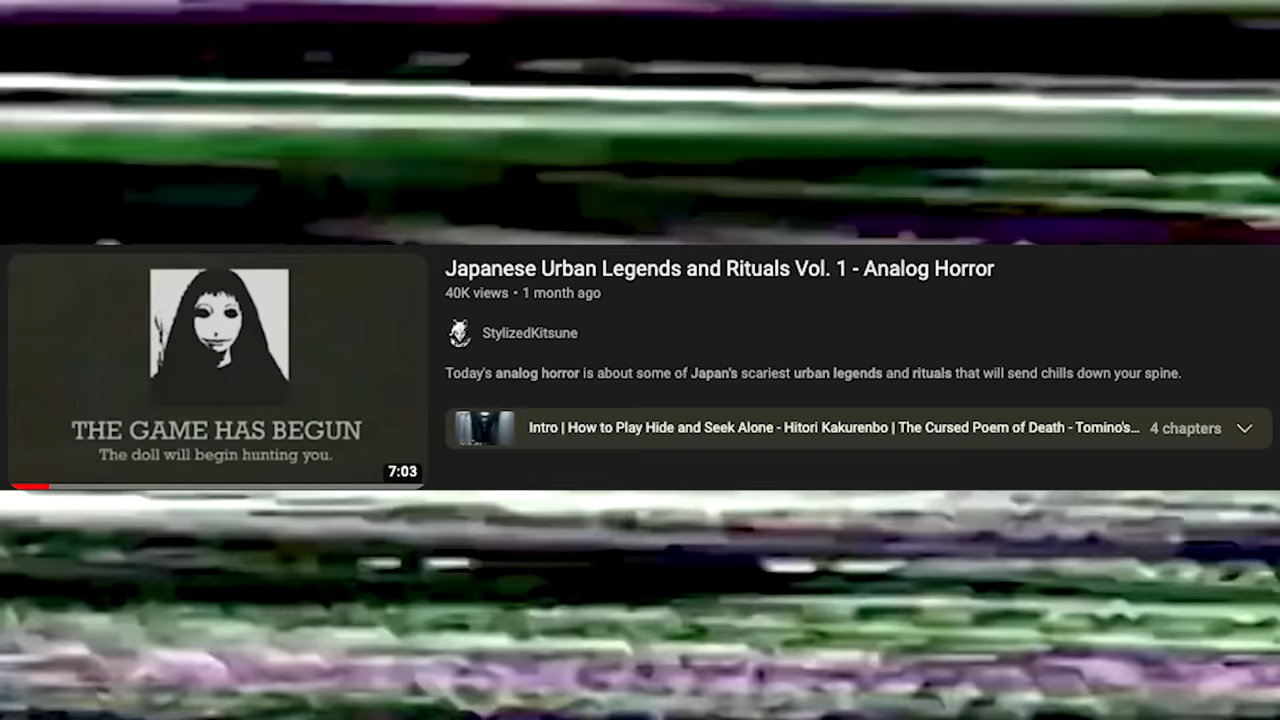 Japanese Urban Legends and Rituals Vol. 1 - Analog Horror
40K views • 1 month ago
StylizedKitsune
Today's analog horror is about some of Japan's scariest urban legends and rituals that will send chills down your spine.
Intro | How to Play Hide and Seek Alone - Hitori Kakurenbo | The Cursed Poem of Death - Tomino's... 4 chapters
THE GAME HAS BEGUN
The doll will begin hunting you.
7:03